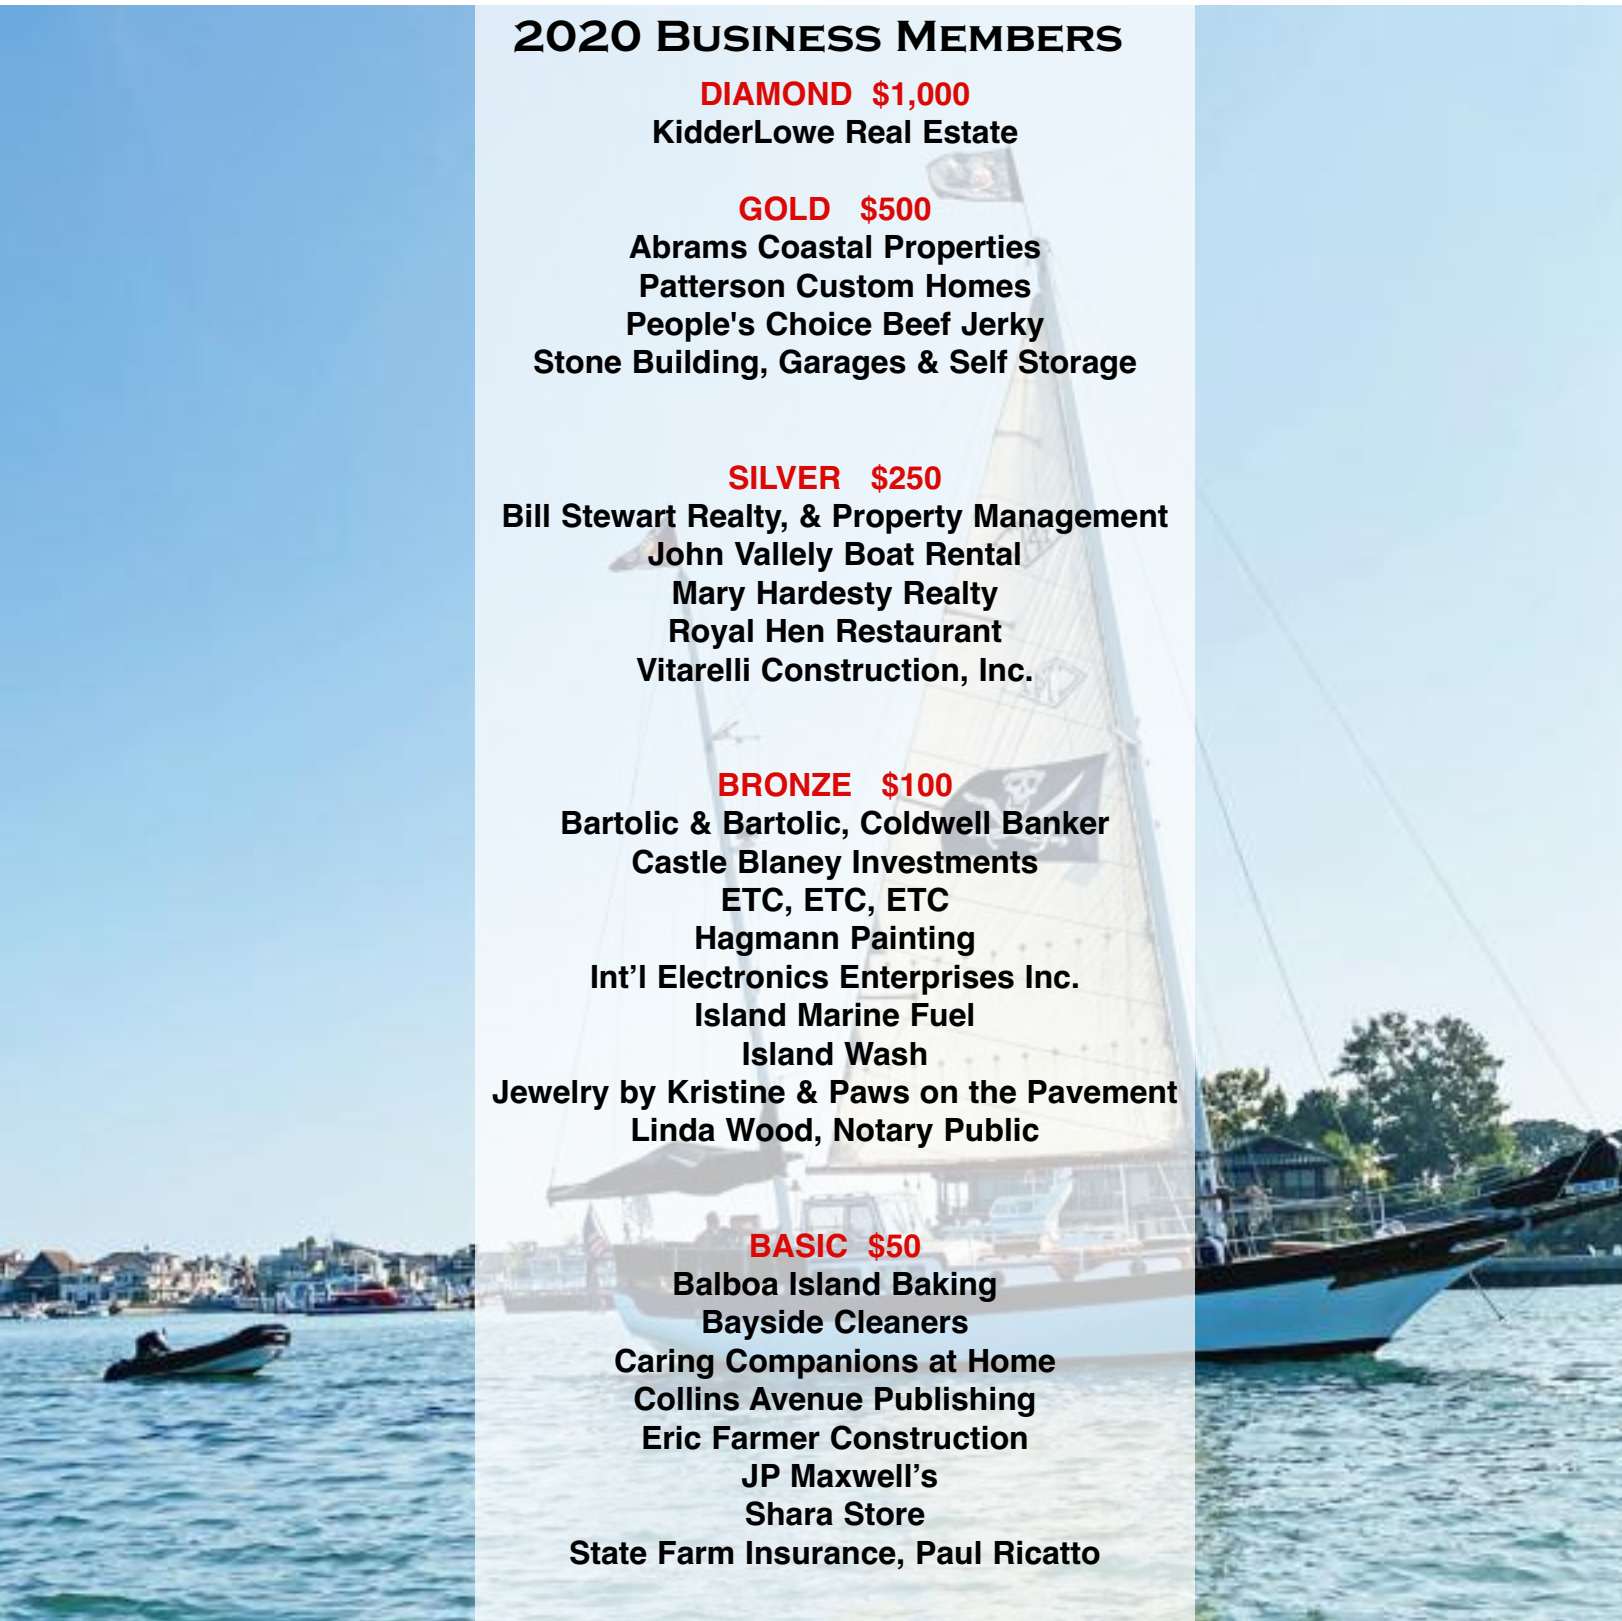 2020 Business Members
DIAMOND $1,000
KidderLowe Real Estate
GOLD $500
Abrams Coastal Properties
Patterson Custom Homes
People's Choice Beef Jerky
Stone Building, Garages & Self Storage
SILVER $250
Bill Stewart Realty, & Property Management
John Vallely Boat Rental
Mary Hardesty Realty
Royal Hen Restaurant
Vitarelli Construction, Inc.
BRONZE $100
Bartolic & Bartolic, Coldwell Banker
Castle Blaney Investments
ETC, ETC, ETC
Hagmann Painting
Int’l Electronics Enterprises Inc.
Island Marine Fuel
Island Wash
Jewelry by Kristine & Paws on the Pavement
Linda Wood, Notary Public
BASIC $50
Balboa Island Baking
Bayside Cleaners
Caring Companions at Home
Collins Avenue Publishing
Eric Farmer Construction
JP Maxwell’s
Shara Store
State Farm Insurance, Paul Ricatto